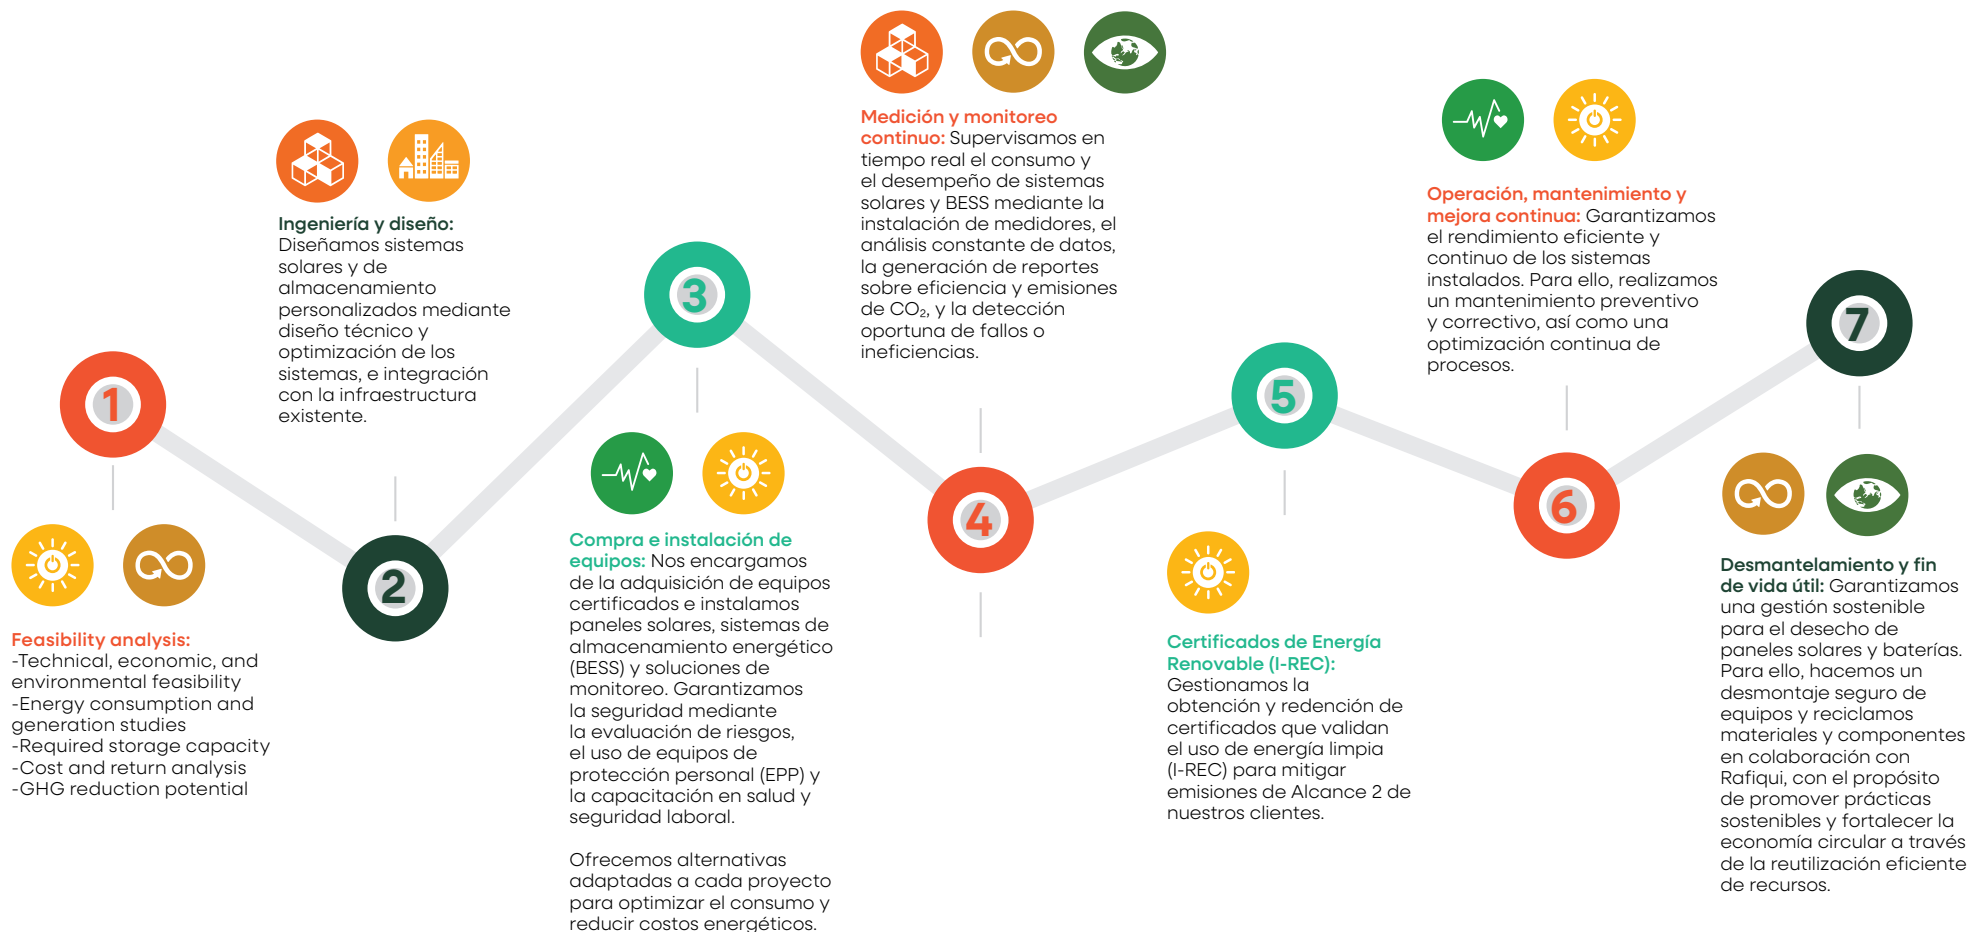 1
Feasibility analysis:
-Technical, economic, and
environmental feasibility
-Energy consumption and
generation studies
-Required storage capacity
-Cost and return analysis
-GHG reduction potential
2
Ingeniería y diseño:
Diseñamos sistemas
solares y de
almacenamiento
personalizados mediante
diseño técnico y
optimización de los
sistemas, e integración
con la infraestructura
existente.
3
Compra e instalación de
equipos: Nos encargamos
de la adquisición de equipos
certificados e instalamos
paneles solares, sistemas de
almacenamiento energético
(BESS) y soluciones de
monitoreo. Garantizamos
la seguridad mediante
la evaluación de riesgos,
el uso de equipos de
protección personal (EPP) y
la capacitación en salud y
seguridad laboral.
Ofrecemos alternativas
adaptadas a cada proyecto
para optimizar el consumo y
reducir costos energéticos.
4
Medición y monitoreo
continuo: Supervisamos en
tiempo real el consumo y
el desempeño de sistemas
solares y BESS mediante la
instalación de medidores, el
análisis constante de datos,
la generación de reportes
sobre eficiencia y emisiones
de CO₂, y la detección
oportuna de fallos o
ineficiencias.
5
Certificados de Energía
Renovable (I-REC):
Gestionamos la
obtención y redención de
certificados que validan
el uso de energía limpia
(I-REC) para mitigar
emisiones de Alcance 2 de
nuestros clientes.
6
Operación, mantenimiento y
mejora continua: Garantizamos
el rendimiento eficiente y
continuo de los sistemas
instalados. Para ello, realizamos
un mantenimiento preventivo
y correctivo, así como una
optimización continua de
procesos.
7
Desmantelamiento y fin
de vida útil: Garantizamos
una gestión sostenible
para el desecho de
paneles solares y baterías.
Para ello, hacemos un
desmontaje seguro de
equipos y reciclamos
materiales y componentes
en colaboración con
Rafiqui, con el propósito
de promover prácticas
sostenibles y fortalecer la
economía circular a través
de la reutilización eficiente
de recursos.